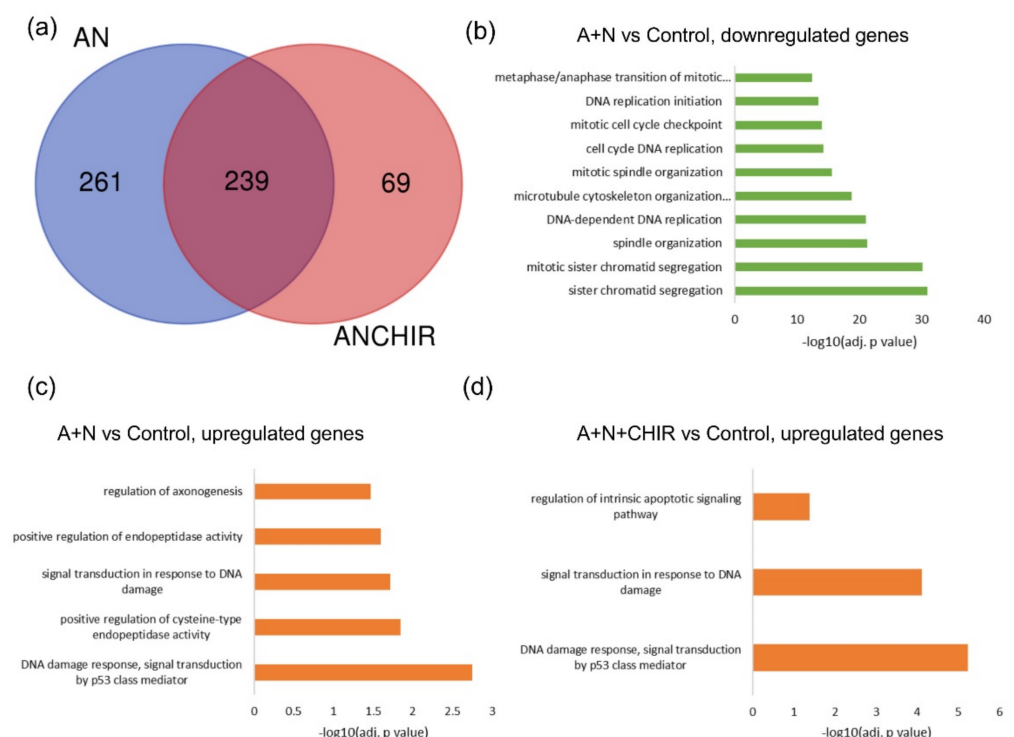 (a)
AN
261
239
69
ANCHIR
(b)
A+N vs Control, downregulated genes
metaphase/anaphase transition of mitotic...
DNA replication initiation
mitotic cell cycle checkpoint
cell cycle DNA replication
mitotic spindle organization
microtubule cytoskeleton organization...
DNA-dependent DNA replication
spindle organization
mitotic sister chromatid segregation
sister chromatid segregation
0 10 20 30 40
-log10(adj. p value)
(c)
A+N vs Control, upregulated genes
regulation of axonogenesis
positive regulation of endopeptidase activity
signal transduction in response to DNA
damage
positive regulation of cysteine-type
endopeptidase activity
DNA damage response, signal transduction
by p53 class mediator
0 0.5 1 1.5 2 2.5 3
-log10(adj. p value)
(d)
A+N+CHIR vs Control, upregulated genes
regulation of intrinsic apoptotic signaling
pathway
signal transduction in response to DNA
damage
DNA damage response, signal transduction
by p53 class mediator
0 1 2 3 4 5 6
-log10(adj. p value)